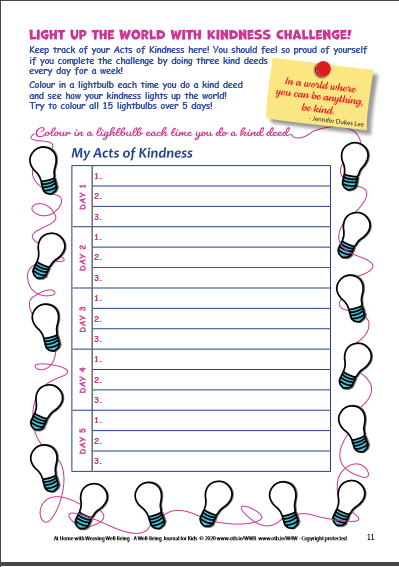 LIGHT UP THE WORLD WITH KINDNESS CHALLENGE!
Keep track of your Acts of Kindness here! You should feel so proud of yourself
if you complete the challenge by doing three kind deeds
every day for a week!
Colour in a lightbulb each time you do a kind deed
and see how your kindness lights up the world!
Try to colour all 15 lightbulbs over 5 days!
In a world where
you can be anything,
be kind.
- Jennifer Dukes Lee
Colour in a lightbulb each time you do a kind deed
My Acts of Kindness
DAY 1
1.
2.
3.
DAY 2
1.
2.
3.
DAY 3
1.
2.
3.
DAY 4
1.
2.
3.
DAY 5
1.
2.
3.
At Home with Weaving Well-Being - A Well-Being Journal for Kids © 2020 www.otb.ie/WWB www.otb.ie/WRW - Copyright protected
11